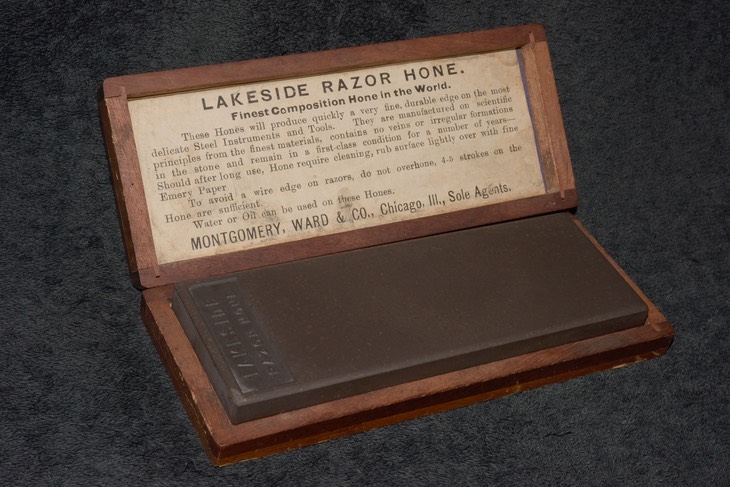 LAKESIDE RAZOR HONE.
Finest Composition Hone in the World.
These Hones will produce quickly a very fine, durable edge on the most
delicate Steel Instruments and Tools. They are manufactured on scientific
principles from the finest materials, contains no veins or irregular formations
in the stone and remain in a first-class condition for a number of years—
Should after long use, Hone require cleaning, rub surface lightly over with fine
Emery Paper
To avoid a wire edge on razors, do not overhone, 4-5 strokes on the
Hone are sufficient.
Water or Oil can be used on these Hones.
MONTGOMERY, WARD & CO., Chicago, Ill., Sole Agents.
LAKESIDE
RAZOR HONE